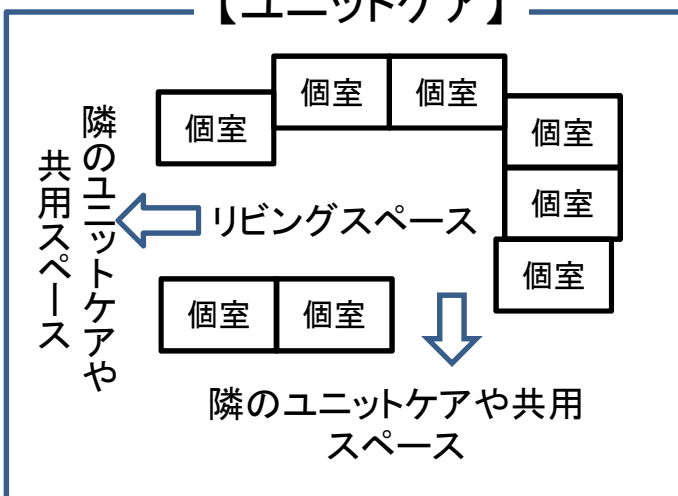 【ユニットケア】
個室
個室
個室
個室
個室
個室
隣のユニットケアや
共用スペース
リビングスペース
個室
個室
隣のユニットケアや共用
スペース